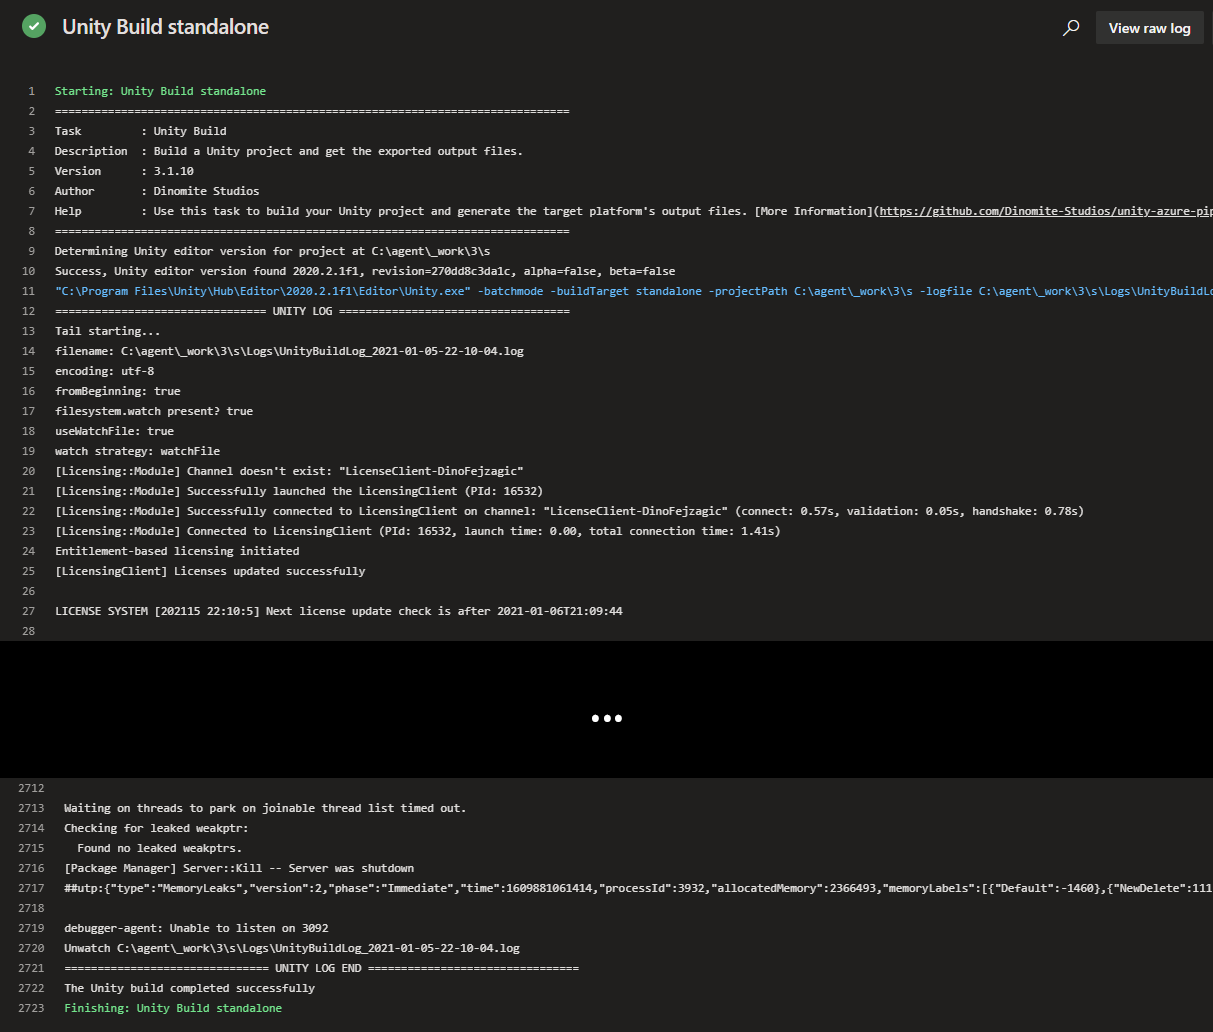 Unity Build standalone
View raw log
1 Starting: Unity Build standalone
2 ==============================================================================
3 Task         : Unity Build
4 Description  : Build a Unity project and get the exported output files.
5 Version      : 3.1.10
6 Author       : Dinomite Studios
7 Help         : Use this task to build your Unity project and generate the target platform's output files. [More Information](https://github.com/Dinomite-Studios/unity-azure-pip
8 ==============================================================================
9 Determining Unity editor version for project at C:\agent\_work\3\s
10 Success, Unity editor version found 2020.2.1f1, revision=270dd8c3da1c, alpha=false, beta=false
11 "C:\Program Files\Unity\Hub\Editor\2020.2.1f1\Editor\Unity.exe" -batchmode -buildTarget standalone -projectPath C:\agent\_work\3\s -logfile C:\agent\_work\3\s\Logs\UnityBuildLo
12 ================================ UNITY LOG ===================================
13 Tail starting...
14 filename: C:\agent\_work\3\s\Logs\UnityBuildLog_2021-01-05-22-10-04.log
15 encoding: utf-8
16 fromBeginning: true
17 filesystem.watch present? true
18 useWatchFile: true
19 watch strategy: watchFile
20 [Licensing::Module] Channel doesn't exist: "LicenseClient-DinoFejzagic"
21 [Licensing::Module] Successfully launched the LicensingClient (PId: 16532)
22 [Licensing::Module] Successfully connected to LicensingClient on channel: "LicenseClient-DinoFejzagic" (connect: 0.57s, validation: 0.05s, handshake: 0.78s)
23 [Licensing::Module] Connected to LicensingClient (PId: 16532, launch time: 0.00, total connection time: 1.41s)
24 Entitlement-based licensing initiated
25 [LicensingClient] Licenses updated successfully
26
27 LICENSE SYSTEM [202115 22:10:5] Next license update check is after 2021-01-06T21:09:44
28
•••
2712
2713 Waiting on threads to park on joinable thread list timed out.
2714 Checking for leaked weakptr:
2715   Found no leaked weakptrs.
2716 [Package Manager] Server::Kill -- Server was shutdown
2717 ##utp:{"type":"MemoryLeaks","version":2,"phase":"Immediate","time":1609881061414,"processId":3932,"allocatedMemory":2366493,"memoryLabels":[{"Default":-1460},{"NewDelete":111
2718
2719 debugger-agent: Unable to listen on 3092
2720 Unwatch C:\agent\_work\3\s\Logs\UnityBuildLog_2021-01-05-22-10-04.log
2721 =============================== UNITY LOG END ================================
2722 The Unity build completed successfully
2723 Finishing: Unity Build standalone